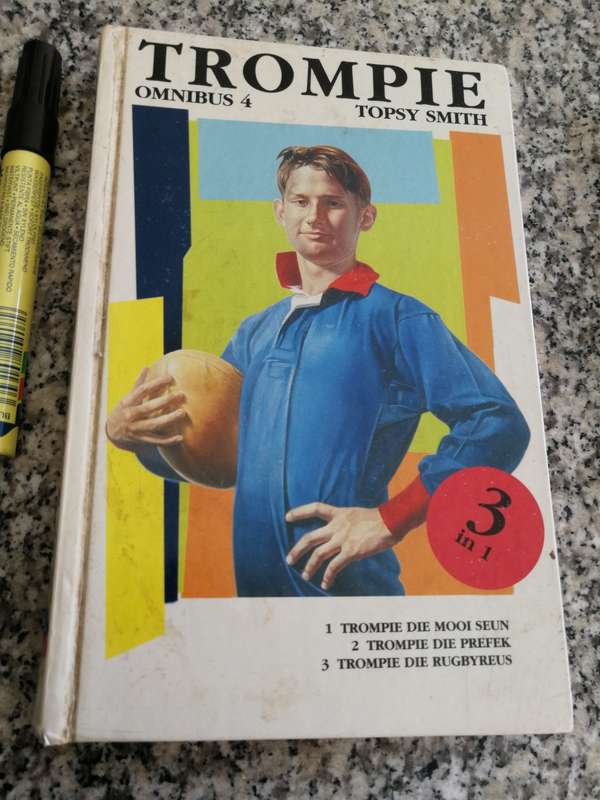 TROMPIE
OMNIBUS 4
TOPSY SMITH
3
in 1
1 TROMPIE DIE MOOI SEUN
2 TROMPIE DIE PREFEK
3 TROMPIE DIE RUGBYREUS